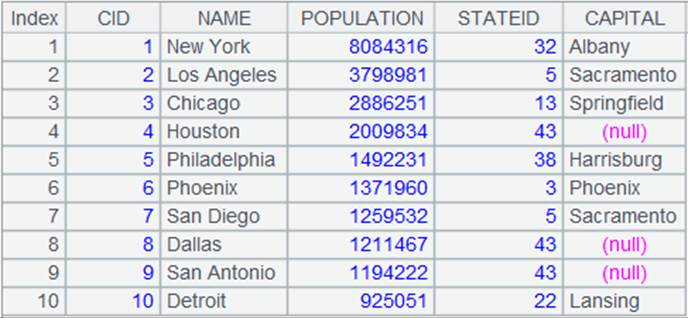 Index CID NAME POPULATION STATEID CAPITAL
1 1 New York 8084316 32 Albany
2 2 Los Angeles 3798981 5 Sacramento
3 3 Chicago 2886251 13 Springfield
4 4 Houston 2009834 43 (null)
5 5 Philadelphia 1492231 38 Harrisburg
6 6 Phoenix 1371960 3 Phoenix
7 7 San Diego 1259532 5 Sacramento
8 8 Dallas 1211467 43 (null)
9 9 San Antonio 1194222 43 (null)
10 10 Detroit 925051 22 Lansing